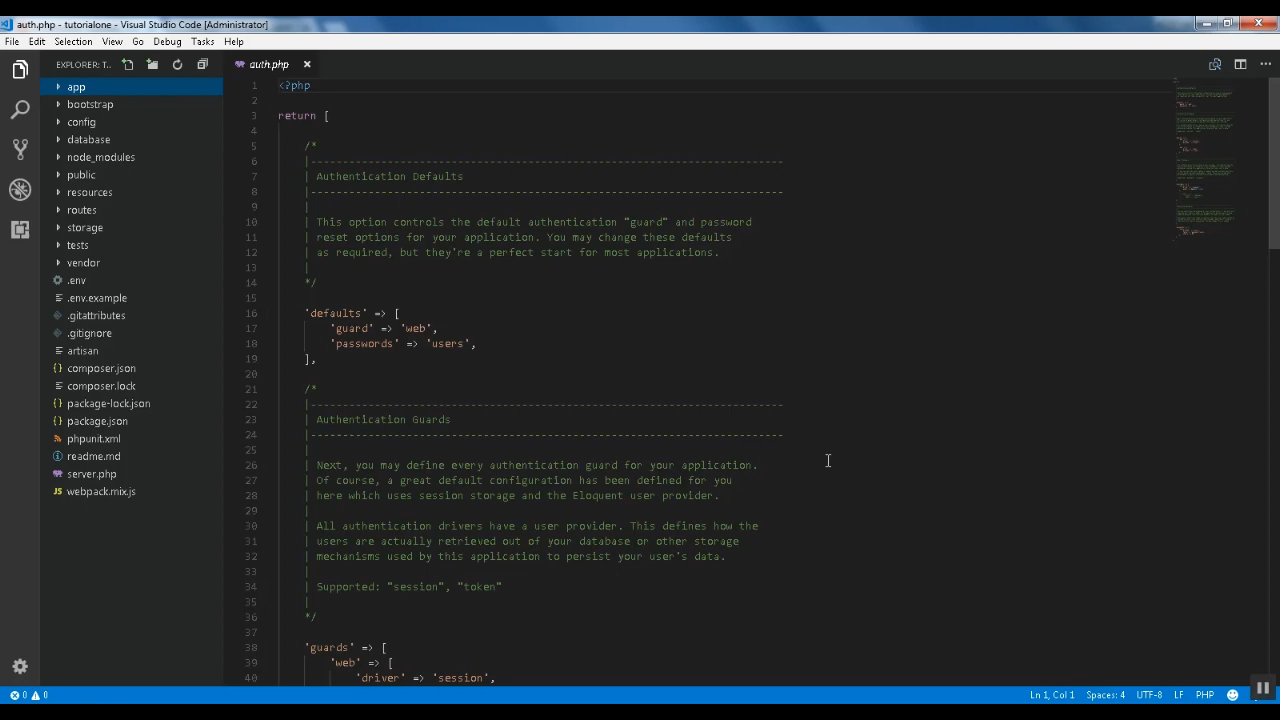 auth.php - tutorialone - Visual Studio Code [Administrator]
File Edit Selection View Go Debug Tasks Help
EXPLORER: T...
auth.php
app
bootstrap
config
database
node_modules
public
resources
routes
storage
tests
vendor
.env
.env.example
.gitattributes
.gitignore
artisan
composer.json
composer.lock
package-lock.json
package.json
phpunit.xml
readme.md
server.php
webpack.mix.js
1 <?php
2
3 return [
4
5 /*
6 |--------------------------------------------------------------------------
7 | Authentication Defaults
8 |--------------------------------------------------------------------------
9 |
10 | This option controls the default authentication "guard" and password
11 | reset options for your application. You may change these defaults
12 | as required, but they're a perfect start for most applications.
13 |
14 */
15
16 'defaults' => [
17 'guard' => 'web',
18 'passwords' => 'users',
19 ],
20
21 /*
22 |--------------------------------------------------------------------------
23 | Authentication Guards
24 |--------------------------------------------------------------------------
25 |
26 | Next, you may define every authentication guard for your application.
27 | Of course, a great default configuration has been defined for you
28 | here which uses session storage and the Eloquent user provider.
29 |
30 | All authentication drivers have a user provider. This defines how the
31 | users are actually retrieved out of your database or other storage
32 | mechanisms used by this application to persist your user's data.
33 |
34 | Supported: "session", "token"
35 |
36 */
37
38 'guards' => [
39 'web' => [
40 'driver' => 'session',
0 0
Ln 1, Col 1 Spaces: 4 UTF-8 LF PHP